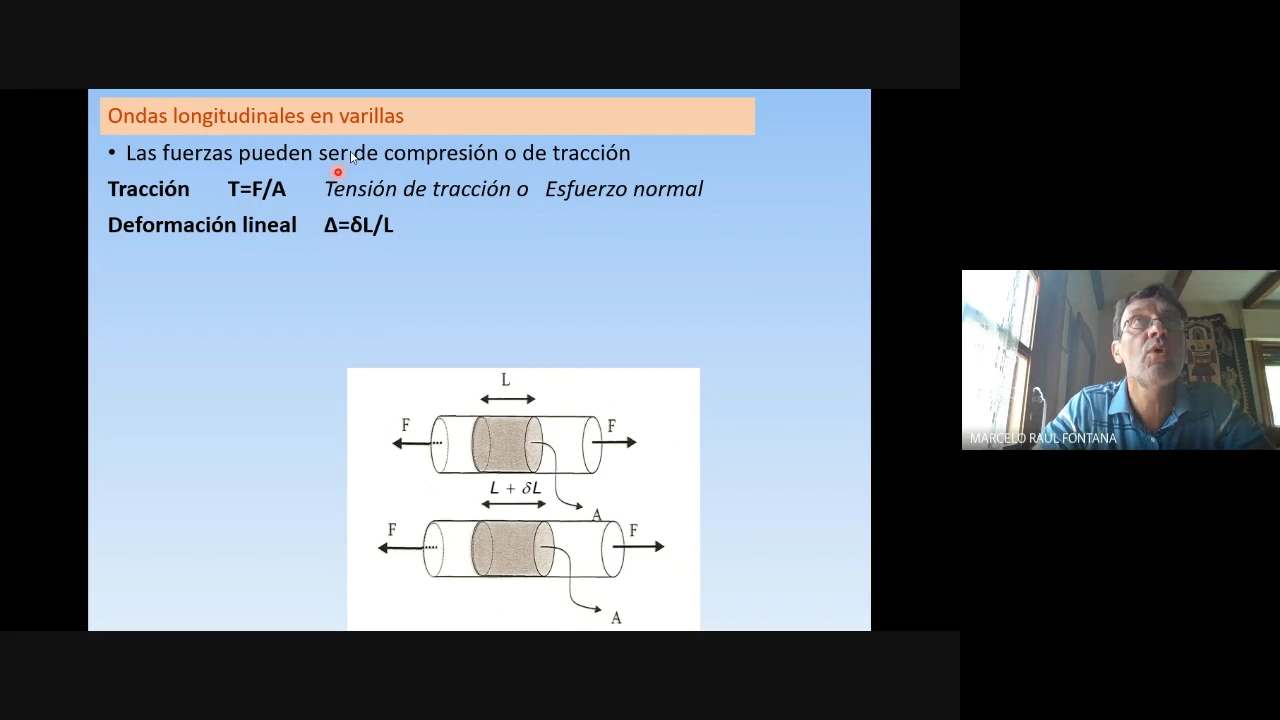 Ondas longitudinales en varillas
• Las fuerzas pueden ser de compresión o de tracción
Tracción T=F/A Tensión de tracción o Esfuerzo normal
Deformación lineal Δ=δL/L
L
F F
L + δL
A
F F
A
MARCELO RAUL FONTANA